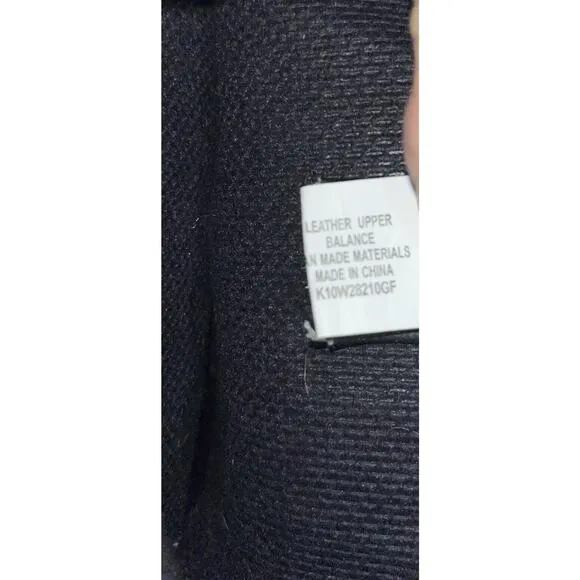 LEATHER UPPER
BALANCE
AN MADE MATERIALS
MADE IN CHINA
K10W28210GF